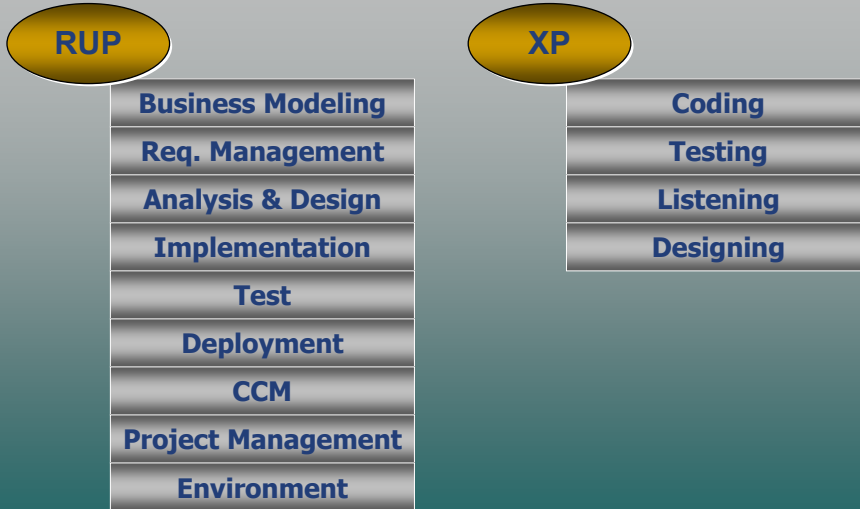 RUP
Business Modeling
Req. Management
Analysis & Design
Implementation
Test
Deployment
CCM
Project Management
Environment
XP
Coding
Testing
Listening
Designing